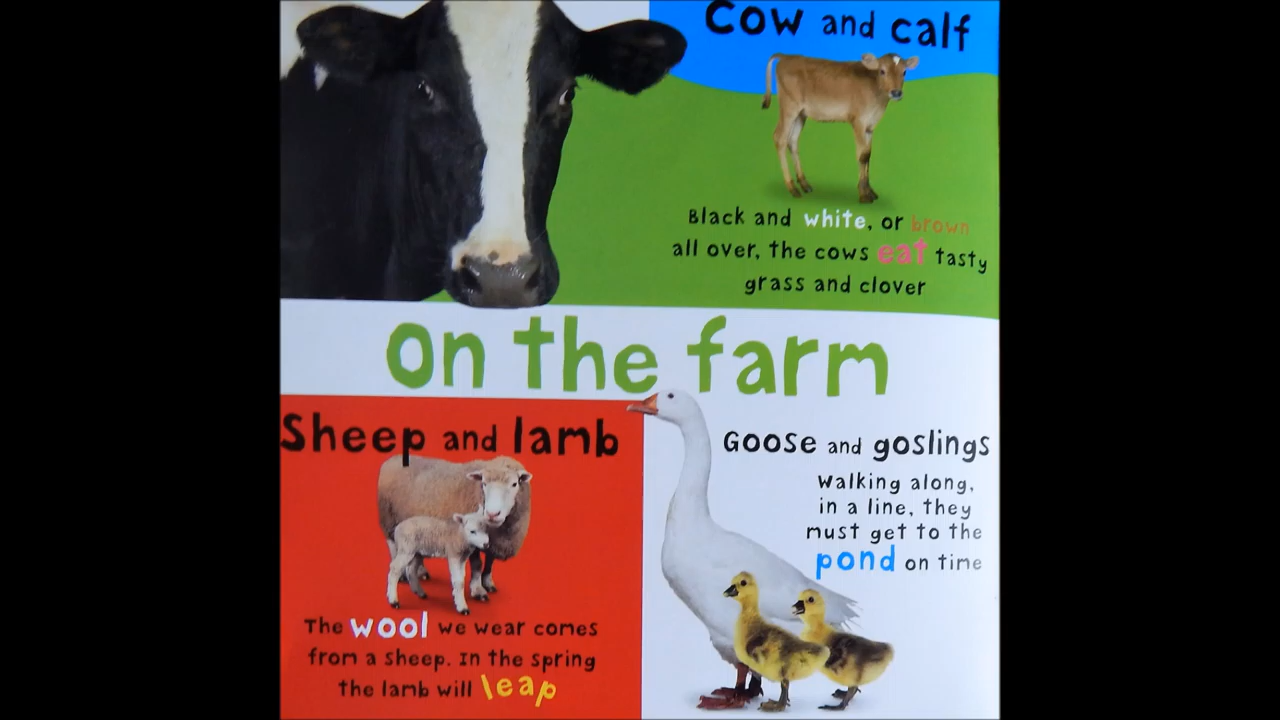 Cow and calf
Black and white, or brown
all over, the cows eat tasty
grass and clover
on the farm
Sheep and lamb
The wool we wear comes
from a sheep. In the spring
the lamb will leap
Goose and goslings
Walking along,
in a line, they
must get to the
pond on time